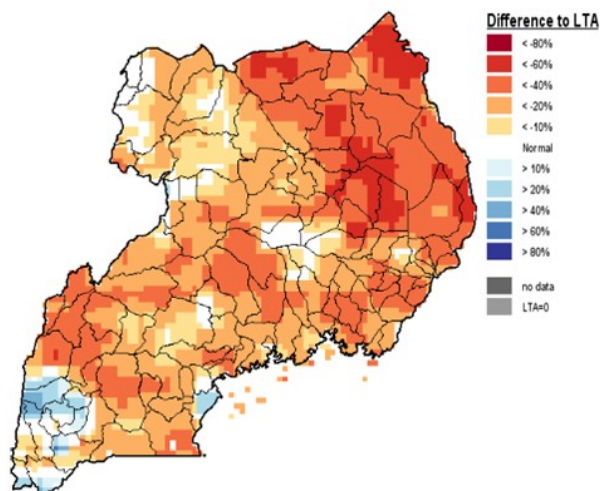 Difference to LTA
< -80%
< -60%
< -40%
< -20%
< -10%
Normal
> 10%
> 20%
> 40%
> 60%
> 80%
no data
LTA=0